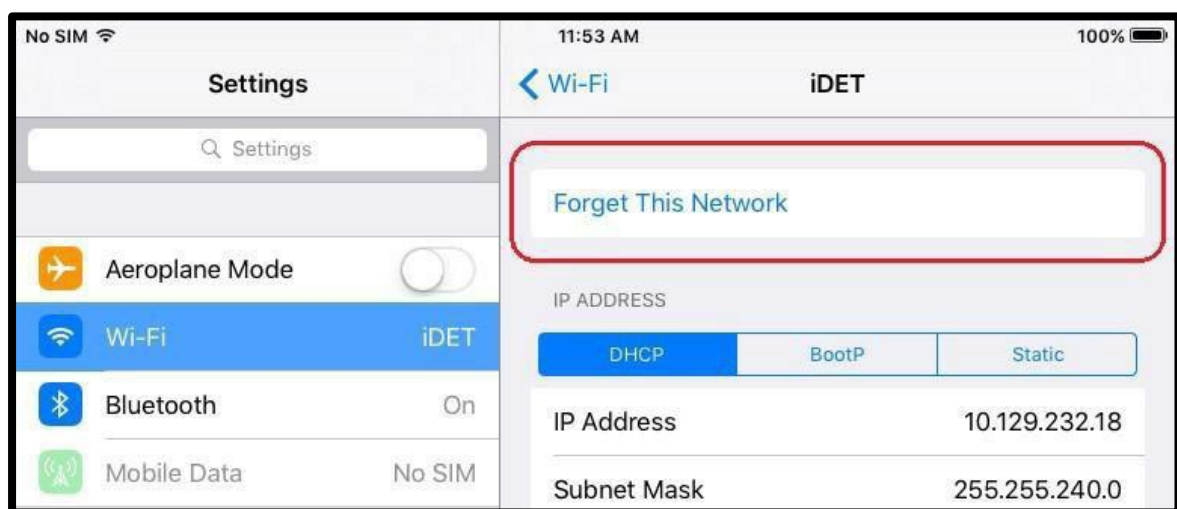 No SIM
11:53 AM
100%
Settings
Wi-Fi
iDET
Settings
Forget This Network
Aeroplane Mode
IP ADDRESS
Wi-Fi
iDET
DHCP
BootP
Static
Bluetooth
On
IP Address
10.129.232.18
Mobile Data
No SIM
Subnet Mask
255.255.240.0